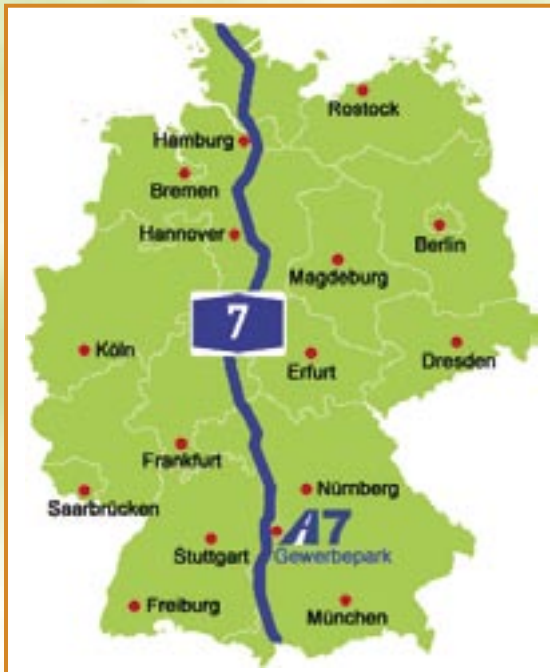 Rostock
Hamburg
Bremen
Hannover
Berlin
Magdeburg
7
Köln
Erfurt
Dresden
Frankfurt
Nürnberg
Saarbrücken
A7
Stuttgart
Gewerbepark
Freiburg
München